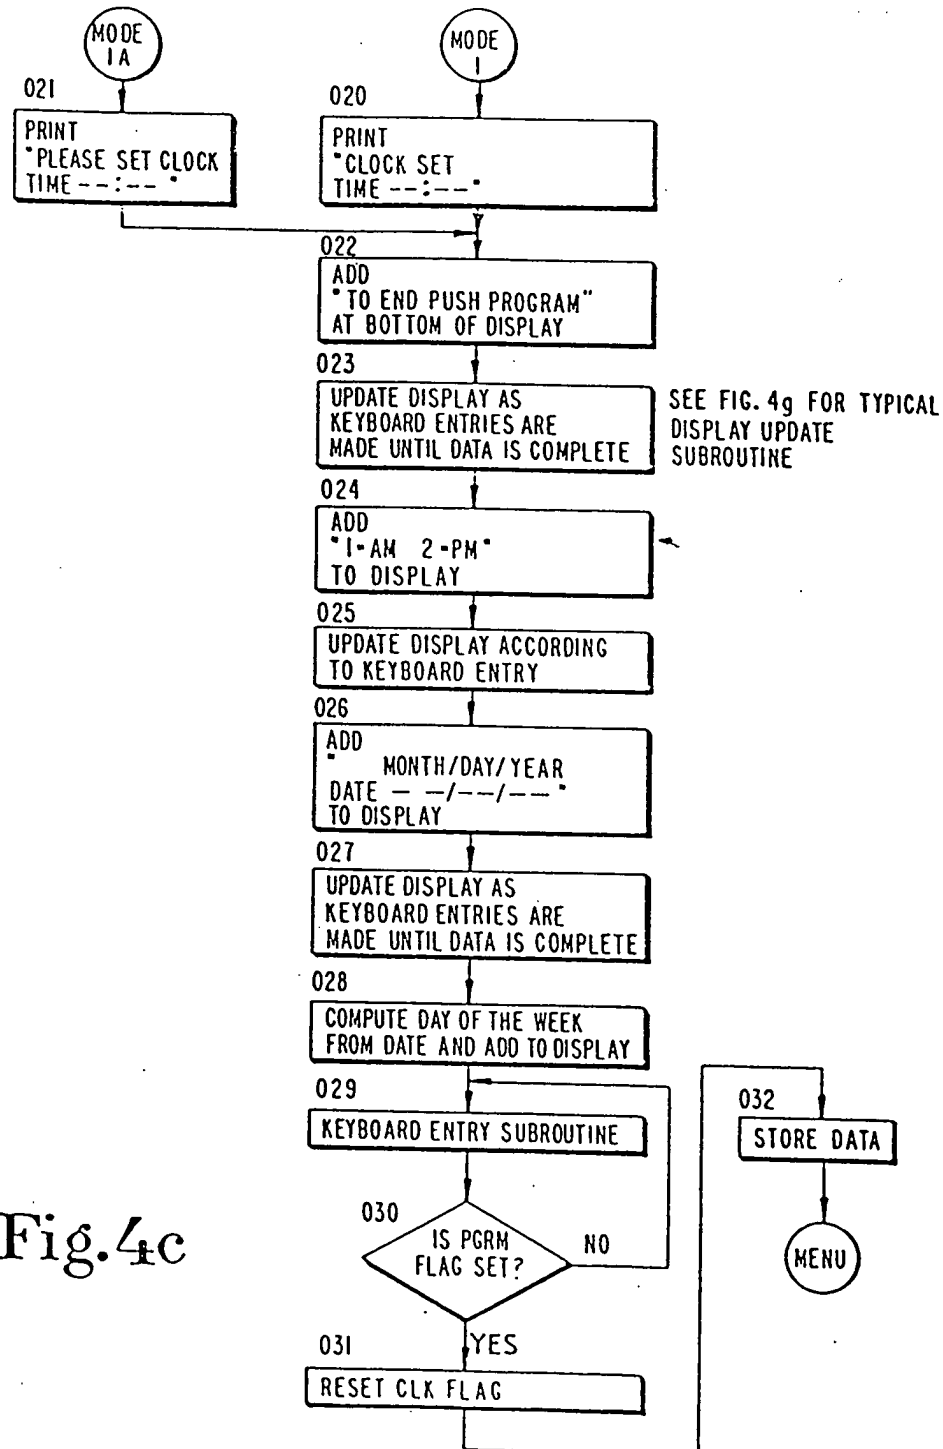 MODE
1A
MODE
1
021
PRINT
"PLEASE SET CLOCK
TIME --:-- "
020
PRINT
"CLOCK SET
TIME --:--"
022
ADD
"TO END PUSH PROGRAM"
AT BOTTOM OF DISPLAY
023
UPDATE DISPLAY AS
KEYBOARD ENTRIES ARE
MADE UNTIL DATA IS COMPLETE
SEE FIG. 4g FOR TYPICAL
DISPLAY UPDATE
SUBROUTINE
024
ADD
"1-AM 2-PM"
TO DISPLAY
025
UPDATE DISPLAY ACCORDING
TO KEYBOARD ENTRY
026
ADD
" MONTH/DAY/YEAR
DATE - -/--/--"
TO DISPLAY
027
UPDATE DISPLAY AS
KEYBOARD ENTRIES ARE
MADE UNTIL DATA IS COMPLETE
028
COMPUTE DAY OF THE WEEK
FROM DATE AND ADD TO DISPLAY
029
KEYBOARD ENTRY SUBROUTINE
030
IS PGRM
FLAG SET?
NO
YES
031
RESET CLK FLAG
032
STORE DATA
MENU
Fig.4c